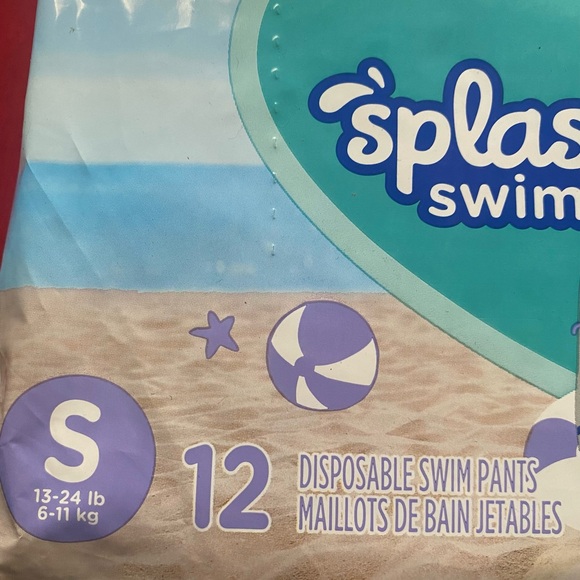 splas
swim
S
13-24 lb
6-11 kg
12
DISPOSABLE SWIM PANTS
MAILLOTS DE BAIN JETABLES